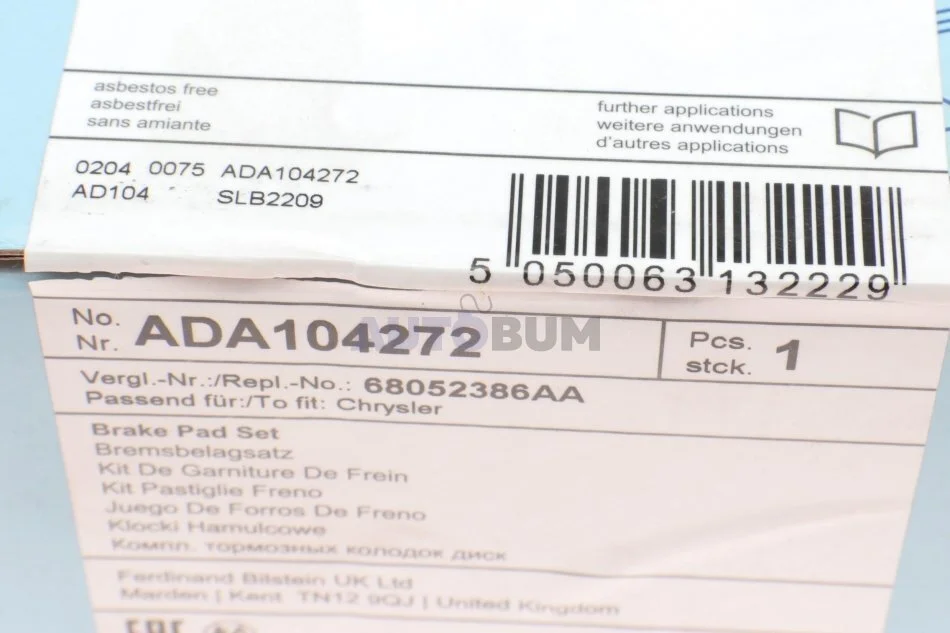 asbestos free
asbestfrei
sans amiante
further applications
weitere anwendungen
d'autres applications
0204 0075 ADA104272
AD104 SLB2209
5 050063 132229
No.
Nr. ADA104272
Pcs.
stck. 1
AUTOBUM
Vergl.-Nr.:/Repl.-No.: 68052386AA
Passend für:/To fit: Chrysler
Brake Pad Set
Bremsbelagsatz
Kit De Garniture De Frein
Kit Pastiglie Freno
Juego De Forros De Freno
Klocki Hamulcowe
Компл. тормозных колодок диск
Ferdinand Bilstein UK Ltd
Marden | Kent TN12 9QJ | United Kingdom
EAC